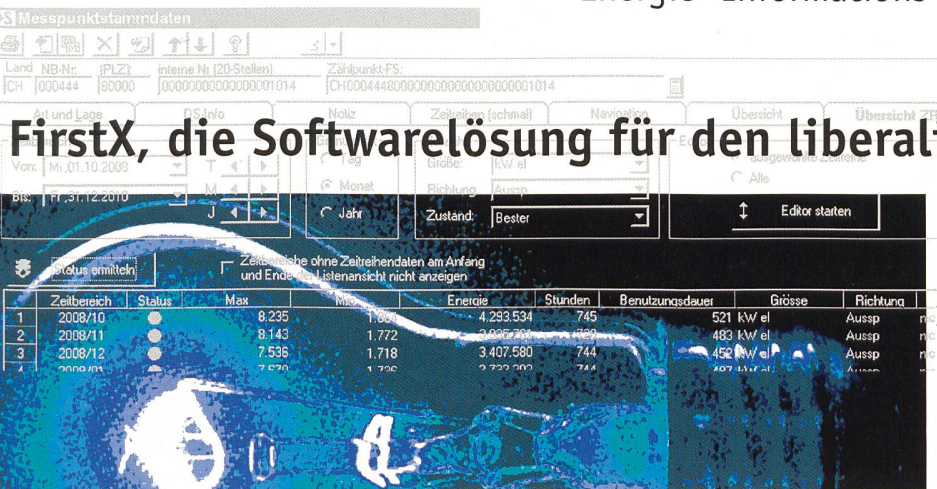 Energie-Informations
Messpunktstammdaten
Land NB-Nr: (PLZ): interne Nr (20-Stellen) Zählpunkt-FS:
CH 000444 80000 00000000000000001014 CH0004448000000000000000000001014
Art und Lage DS-Info Notiz Zeitreihen (schmal) Navigation Übersicht Übersicht ZR
FirstX, die Softwarelösung für den liberal
Von: Mi ,01.10.2008 T Tag Größe: kW el ausgewählte Zeitreihe
M Monat Richtung Aussp Alle
Bis: Fr ,31.12.2010 J Jahr Zustand: Bester Editor starten
Status ermitteln Zeitbereiche ohne Zeitreihendaten am Anfang
und Ende der Listenansicht nicht anzeigen
Zeitbereich Status Max Energie Stunden Benutzungsdauer Grösse Richtung
1 2008/10 8.235 4.293.534 745 521 kW el Aussp
2 2008/11 8.143 1.772 483 kW el Aussp
3 2008/12 7.536 1.718 3.407.580 744 452 kW el Aussp